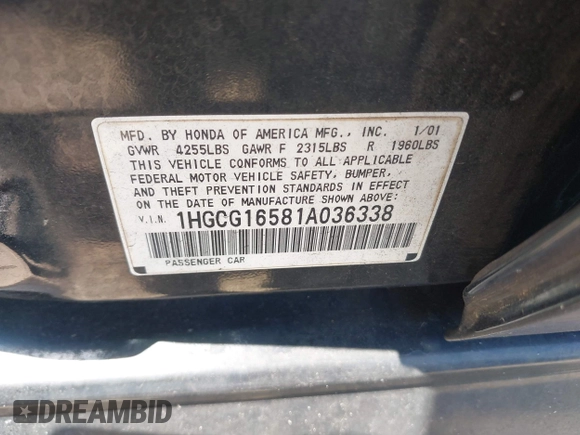 MFD. BY HONDA OF AMERICA MFG., INC. 1/01
GVWR 4255LBS GAWR F 2315LBS R 1960LBS
THIS VEHICLE CONFORMS TO ALL APPLICABLE
FEDERAL MOTOR VEHICLE SAFETY, BUMPER,
AND THEFT PREVENTION STANDARDS IN EFFECT
ON THE DATE OF MANUFACTURE SHOWN ABOVE:
V.I.N. 1HGCG16581A036338
PASSENGER CAR
DREAMBID